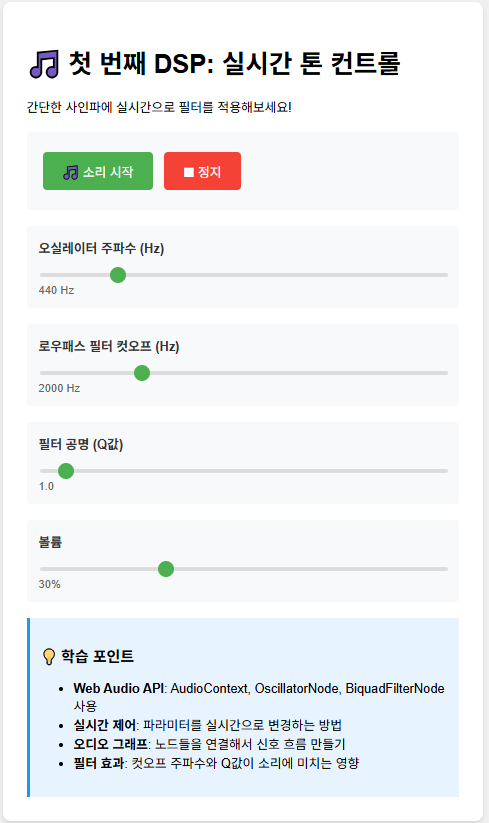 🎵 첫 번째 DSP: 실시간 톤 컨트롤
간단한 사인파에 실시간으로 필터를 적용해보세요!
🎵 소리 시작
⏹ 정지
오실레이터 주파수 (Hz)
440 Hz
로우패스 필터 컷오프 (Hz)
2000 Hz
필터 공명 (Q값)
1.0
볼륨
30%
💡 학습 포인트
• Web Audio API: AudioContext, OscillatorNode, BiquadFilterNode
사용
• 실시간 제어: 파라미터를 실시간으로 변경하는 방법
• 오디오 그래프: 노드들을 연결해서 신호 흐름 만들기
• 필터 효과: 컷오프 주파수와 Q값이 소리에 미치는 영향